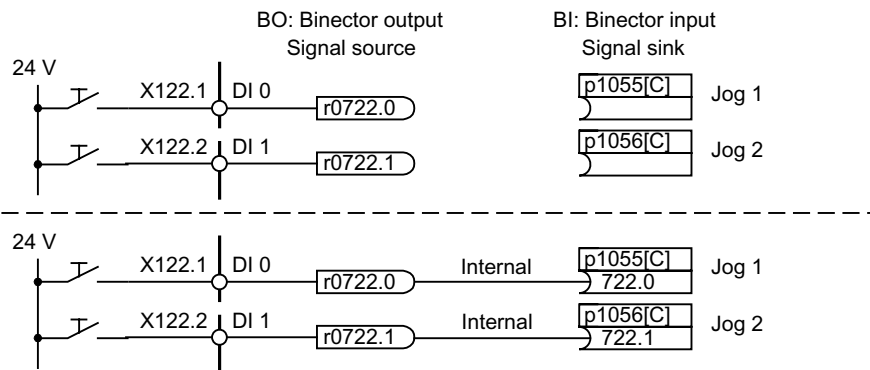 BO: Binector output BI: Binector input
Signal source Signal sink
24 V
X122.1 DI 0 r0722.0 p1055[C] Jog 1
X122.2 DI 1 r0722.1 p1056[C] Jog 2
24 V
X122.1 DI 0 r0722.0 Internal p1055[C] 722.0 Jog 1
X122.2 DI 1 r0722.1 Internal p1056[C] 722.1 Jog 2